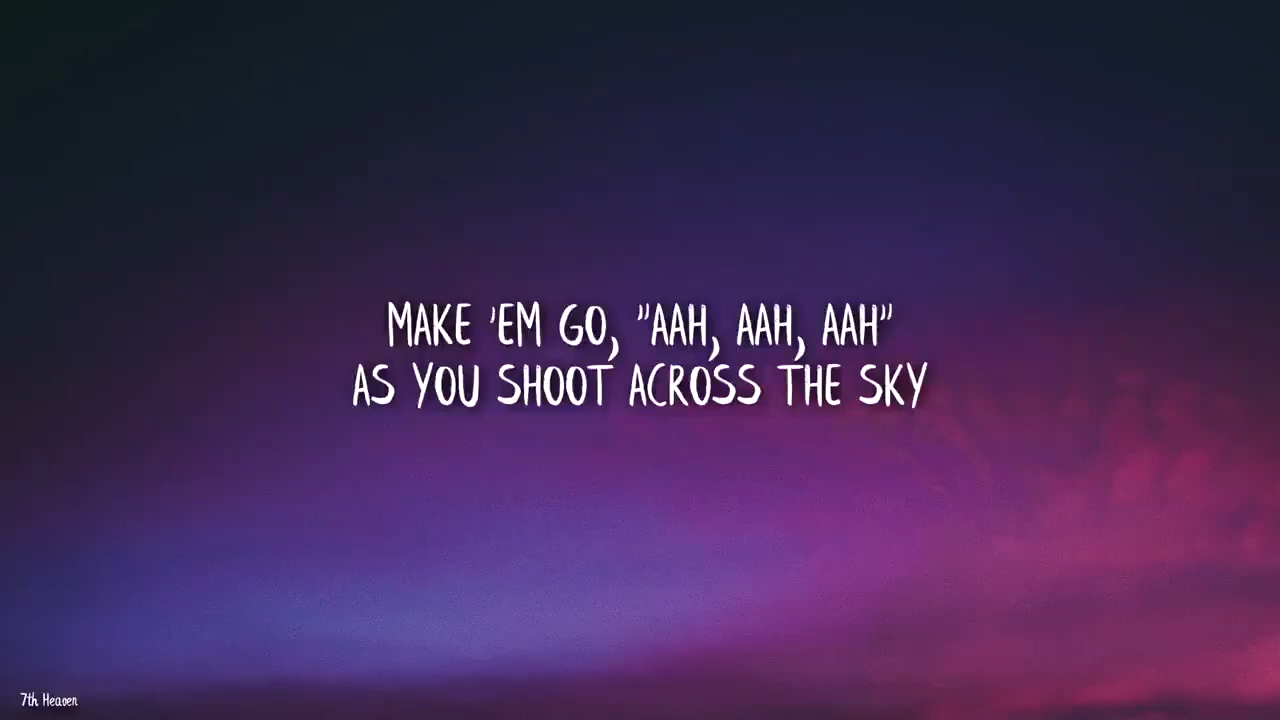 MAKE 'EM GO, "AAH, AAH, AAH"
AS YOU SHOOT ACROSS THE SKY
7th Heaven